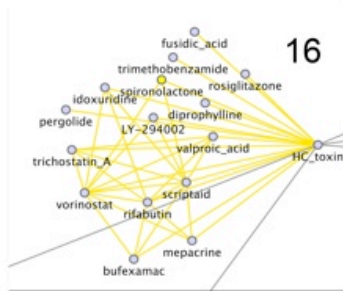 fusidic_acid
16
trimethobenzamide
rosiglitazone
spironolactone
idoxuridine
diprophylline
pergolide
LY-294002
valproic_acid
HC_toxin
trichostatin_A
scriptaid
vorinostat
rifabutin
mepacrine
bufexamac